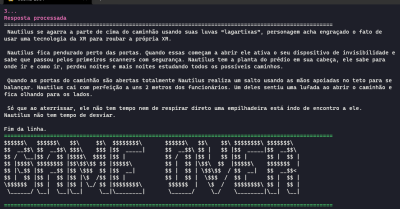 3...
Resposta processada
Nautilus se agarra a parte de cima do caminhão usando suas luvas "lagartixas", personagem acha engraçado o fato de
usar uma tecnologia da XR para roubar a própria XR.
Nautilus fica pendurado perto das portas. Quando essas começam a abrir ele ativa o seu dispositivo de invisibilidade e
sabe que passou pelos primeiros scanners com segurança. Nautilus tem a planta do prédio em sua cabeça, ele sabe para
onde ir e como ir, perdeu noites e mais noites estudando todos os possíveis caminhos.
Quando as portas do caminhão são abertas totalmente Nautilus realiza um salto usando as mãos apoiadas no teto para se
balançar. Nautilus cai com perfeição a uns 2 metros dos funcionários. Um deles sentiu uma lufada ao abrir o caminhão e
fica olhando para os lados.
Só que ao aterrissar, ele não tem tempo nem de respirar direto uma empilhadeira está indo de encontro a ele.
Nautilus não tem tempo de desviar.
Fim da linha.
GAME OVER